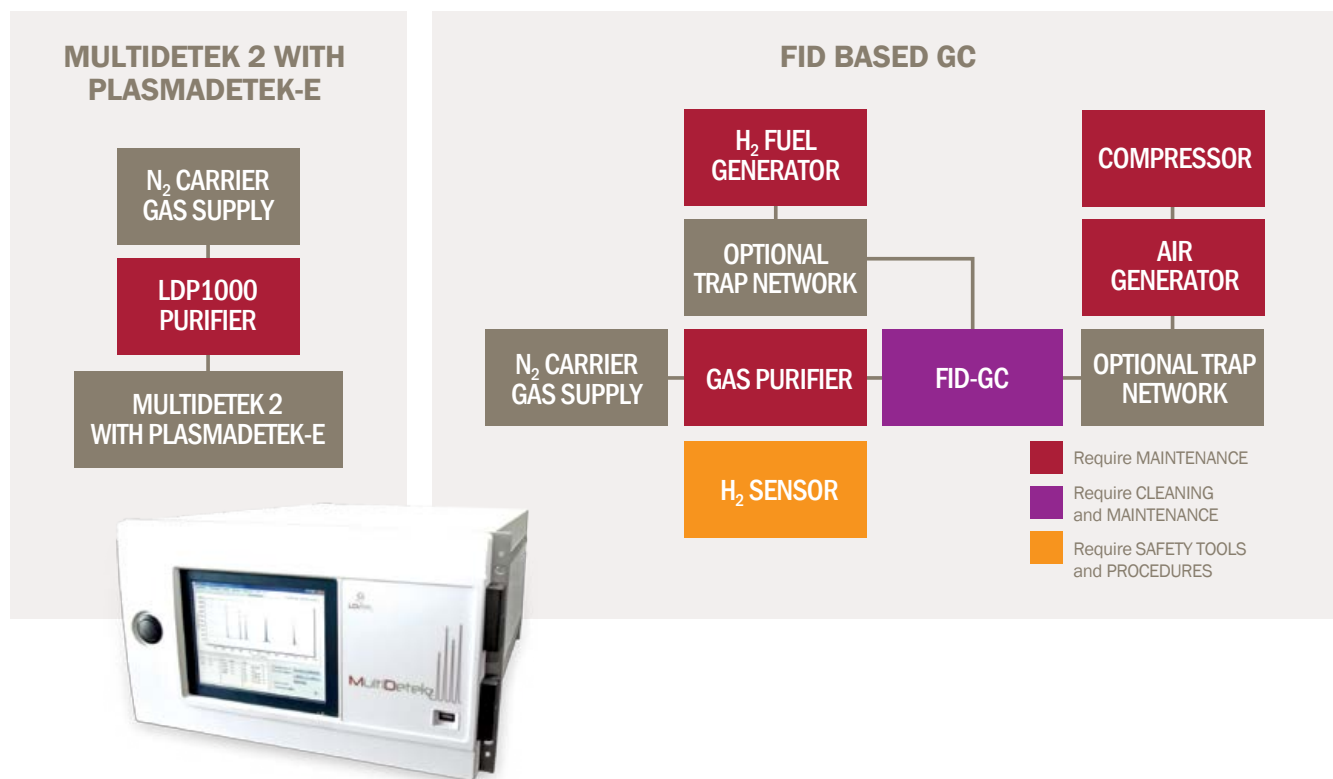 MULTIDETEK 2 WITH
PLASMADETEK-E
N₂ CARRIER
GAS SUPPLY
LDP1000
PURIFIER
MULTIDETEK 2
WITH PLASMADETEK-E
FID BASED GC
H₂ FUEL
GENERATOR
COMPRESSOR
OPTIONAL
TRAP NETWORK
AIR
GENERATOR
N₂ CARRIER
GAS SUPPLY
GAS PURIFIER
FID-GC
OPTIONAL TRAP
NETWORK
H₂ SENSOR
Require MAINTENANCE
Require CLEANING
and MAINTENANCE
Require SAFETY TOOLS
and PROCEDURES
MultiDetek2